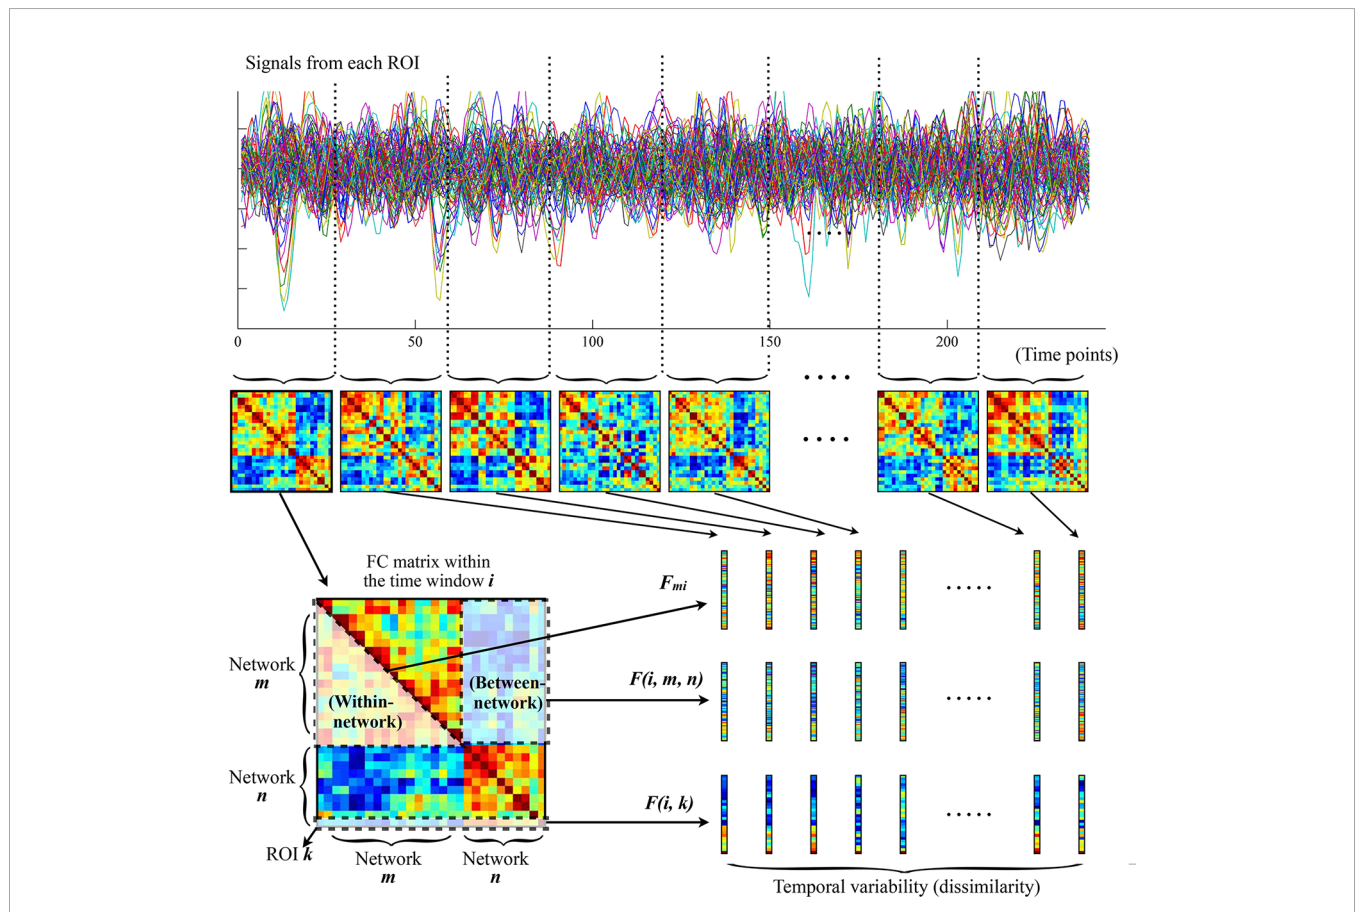 Signals from each ROI
0
50
100
150
200
(Time points)
FC matrix within
the time window i
F mi
Network
m
(Within-
network)
(Between-
network)
F(i, m, n)
Network
n
F(i, k)
ROI k
Network
m
Network
n
Temporal variability (dissimilarity)